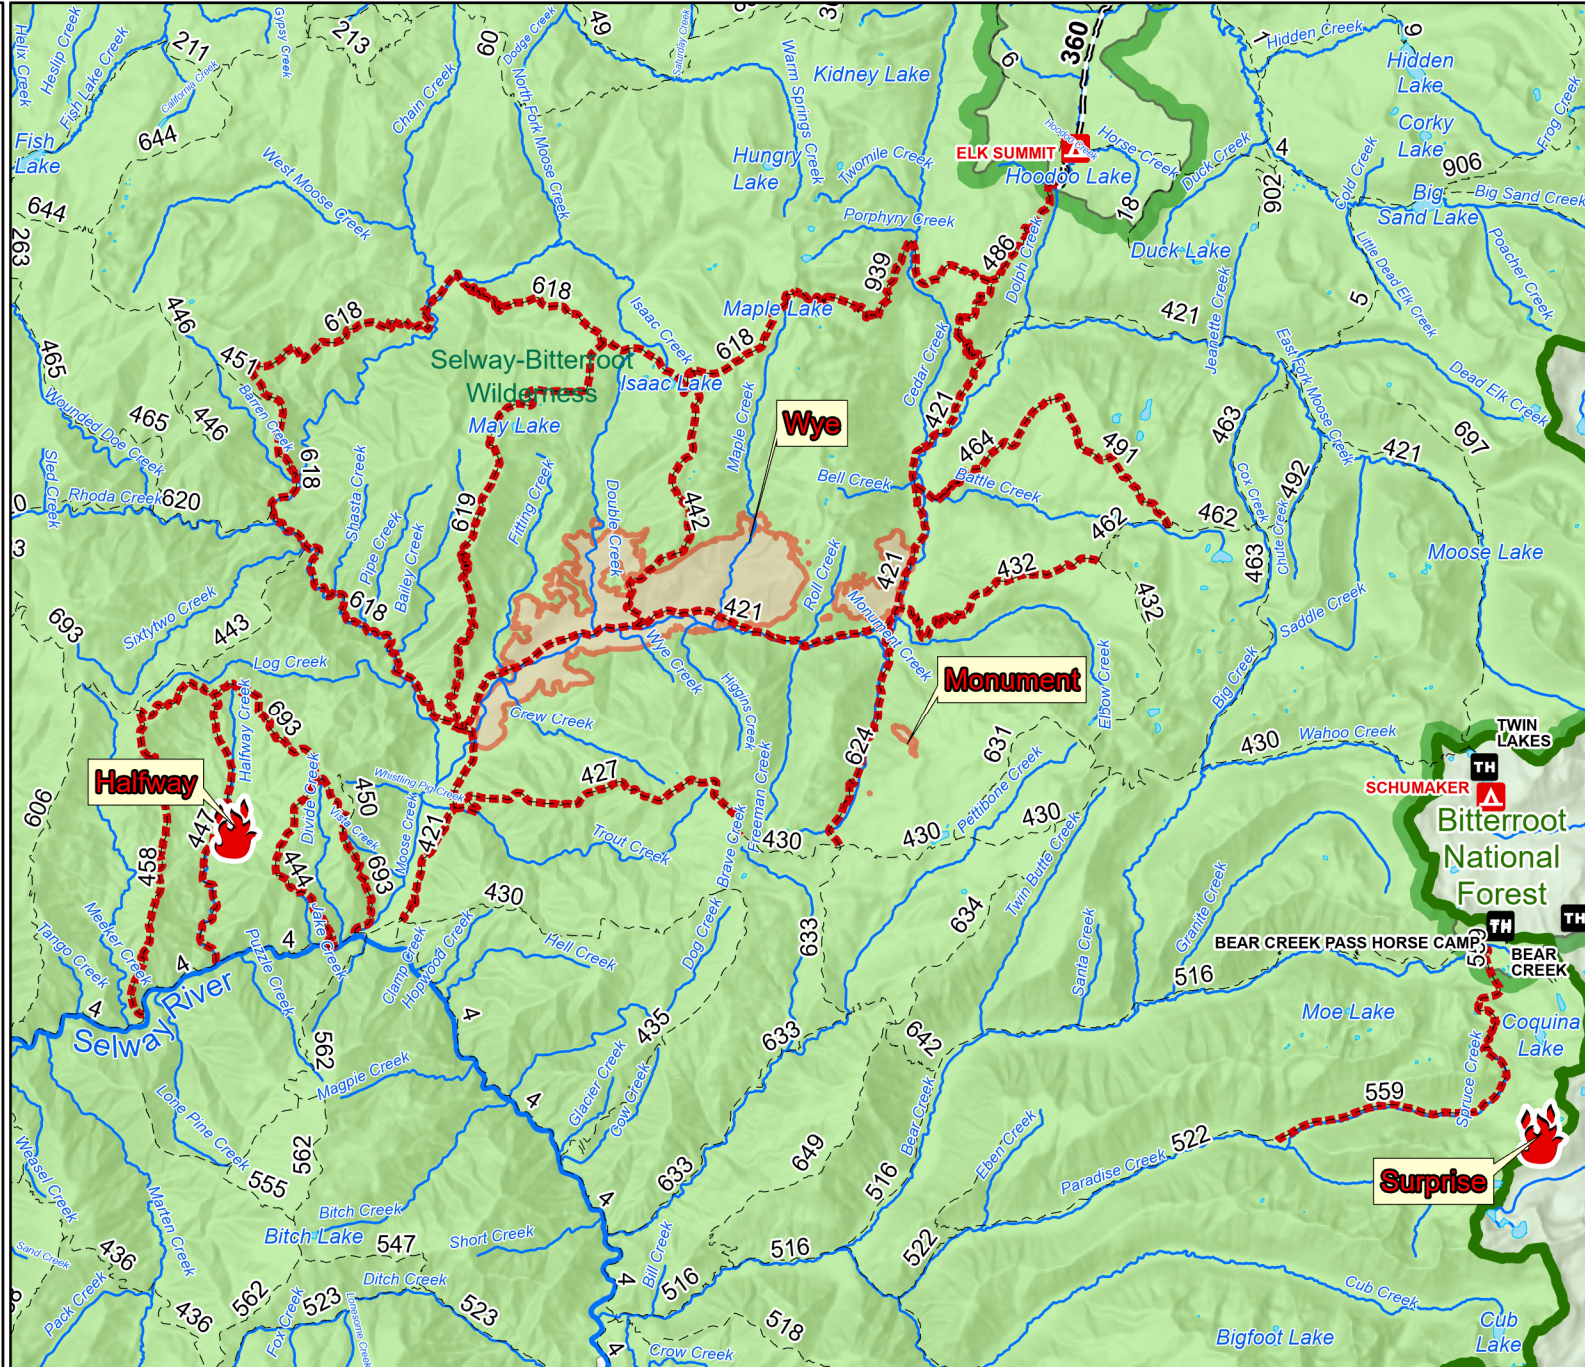 Helix Creek
Heslip Creek
Fish Lake Creek
211
California Creek
Gypsy Creek
213
Chain Creek
60
Dodge Creek
49
Saturday Creek
Warm Springs Creek
Kidney Lake
6
360
1
Hidden Creek
9
Hidden
Lake
Fish
Lake
644
West Moose Creek
North Fork Moose Creek
Hungry
Lake
Twomile Creek
ELK SUMMIT
Hoodoo Creek
Horse Creek
Hoodoo Lake
Duck Creek
4
Corky
Lake
Frog Creek
906
Cold Creek
Big
Sand Lake
Big Sand Creek
644
263
Porphyry Creek
18
902
Duck Lake
Dolph Creek
486
939
Little Dead Elk Creek
Poacher Creek
446
618
618
Isaac Creek
Maple Lake
618
421
Jeanette Creek
5
East Fork Moose Creek
Dead Elk Creek
465
451
Selway-Bitterroot
Wilderness
Isaac Lake
Cedar Creek
Wounded Doe Creek
465
446
Barren Creek
May Lake
Maple Creek
Wye
421
464
491
463
421
697
Sled Creek
Rhoda Creek
620
618
Shasta Creek
Pipe Creek
Bailey Creek
619
Fitting Creek
Double Creek
442
Bell Creek
Battle Creek
462
462
Cox Creek
492
Chute Creek
463
Moose Lake
0
3
618
Sixtytwo Creek
693
443
Log Creek
421
Roll Creek
421
Monument Creek
432
432
Saddle Creek
Wye Creek
Higgins Creek
Elbow Creek
Big Creek
Monument
Halfway Creek
693
Crew Creek
624
631
430
Wahoo Creek
TWIN
LAKES
TH
Halfway
606
458
447
Divide Creek
444
450
Vista Creek
693
Whistling Pig Creek
Moose Creek
421
427
Trout Creek
Freeman Creek
Brave Creek
430
430
Pettibone Creek
430
Twin Butte Creek
SCHUMAKER
Bitterroot
National
Forest
Meeker Creek
Tango Creek
4
4
4
Puzzle Creek
Jake Creek
430
Clamp Creek
Hopwood Creek
Hell Creek
Dog Creek
633
634
Santa Creek
Granite Creek
TH
TH
BEAR CREEK PASS HORSE CAMP
BEAR
CREEK
559
516
Selway River
562
Magpie Creek
4
435
633
642
Moe Lake
Coquina
Lake
Spruce Creek
559
Lone Pine Creek
Glacier Creek
Cow Creek
4
Bear Creek
Eben Creek
522
Paradise Creek
Surprise
Weasel Creek
562
555
649
516
633
4
Marten Creek
Bitch Creek
Bitch Lake
547
Short Creek
Bill Creek
516
522
Sand Creek
436
Pack Creek
436
562
Fox Creek
523
Lonesome Creek
Ditch Creek
523
4
516
518
4
Crow Creek
Cub Creek
Bigfoot Lake
Cub
Lake